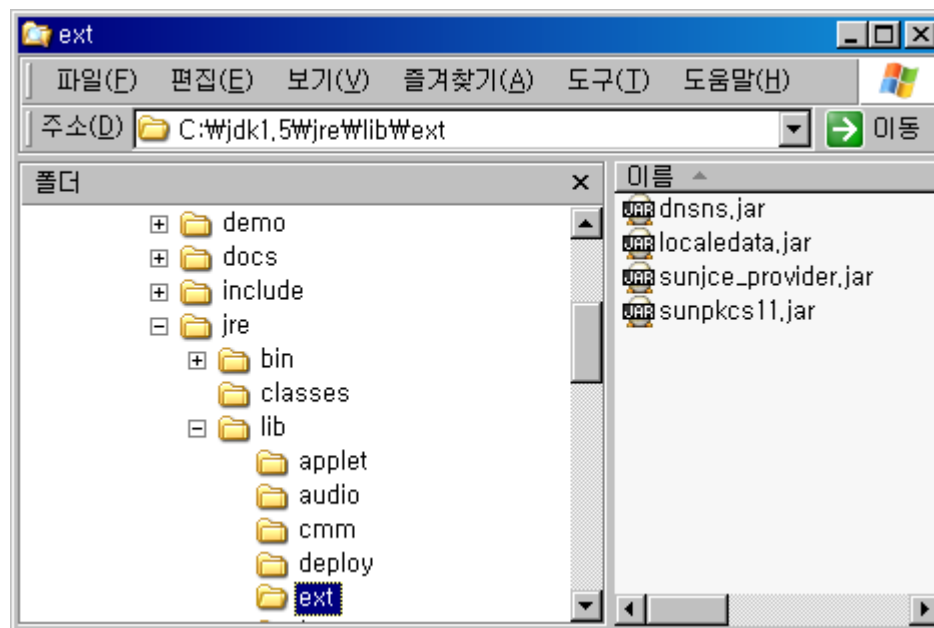 ext
파일(F) 편집(E) 보기(V) 즐겨찾기(A) 도구(T) 도움말(H)
주소(D) C:₩jdk1.5₩jre₩lib₩ext 이동
폴더
demo
docs
include
jre
bin
classes
lib
applet
audio
cmm
deploy
ext
이름
dnsns.jar
localedata.jar
sunjce_provider.jar
sunpkcs11.jar